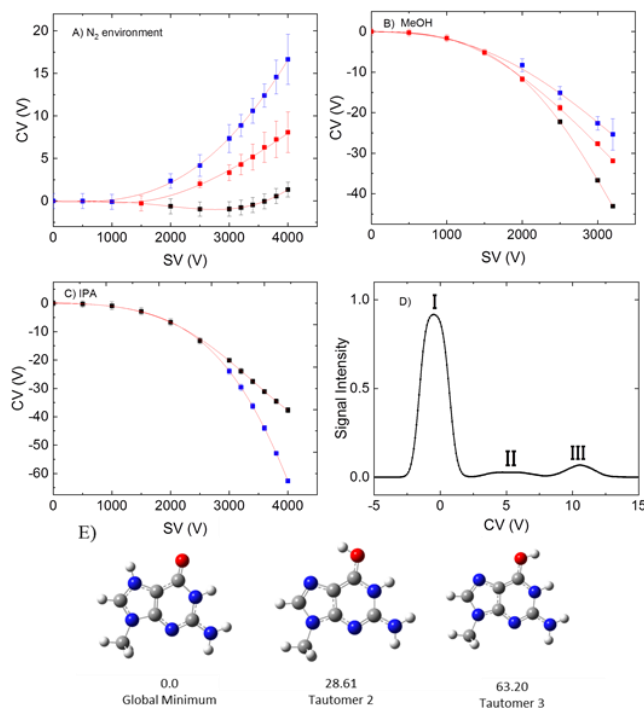 A) N₂ environment
20
15
10
5
0
CV (V)
0 1000 2000 3000 4000
SV (V)
B) MeOH
0
-10
-20
-30
-40
CV (V)
0 1000 2000 3000
SV (V)
C) IPA
0
-10
-20
-30
-40
-50
-60
CV (V)
0 1000 2000 3000 4000
SV (V)
D)
I
II
III
1.0
0.5
0.0
Signal Intensity
-5 0 5 10 15
CV (V)
E)
0.0 28.61 63.20
Global Minimum Tautomer 2 Tautomer 3